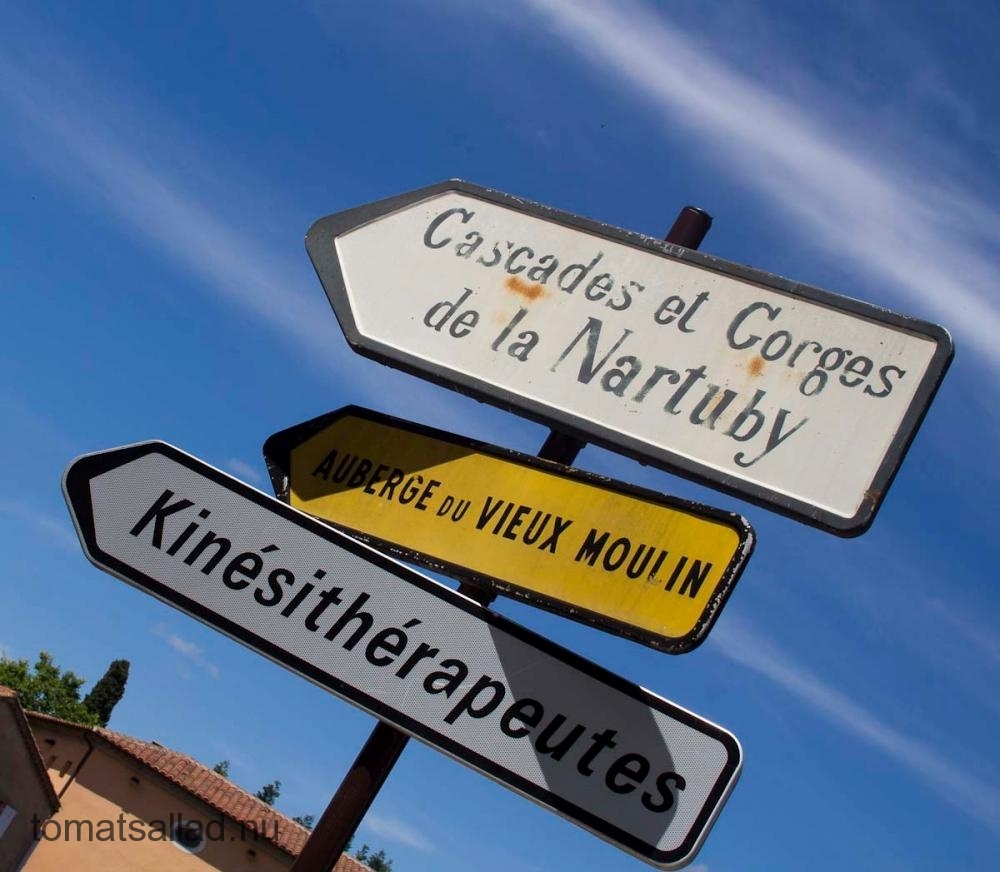 Cascades et Gorges
de la Nartuby
AUBERGE DU VIEUX MOULIN
Kinésithérapeutes
tomatsallad.nu